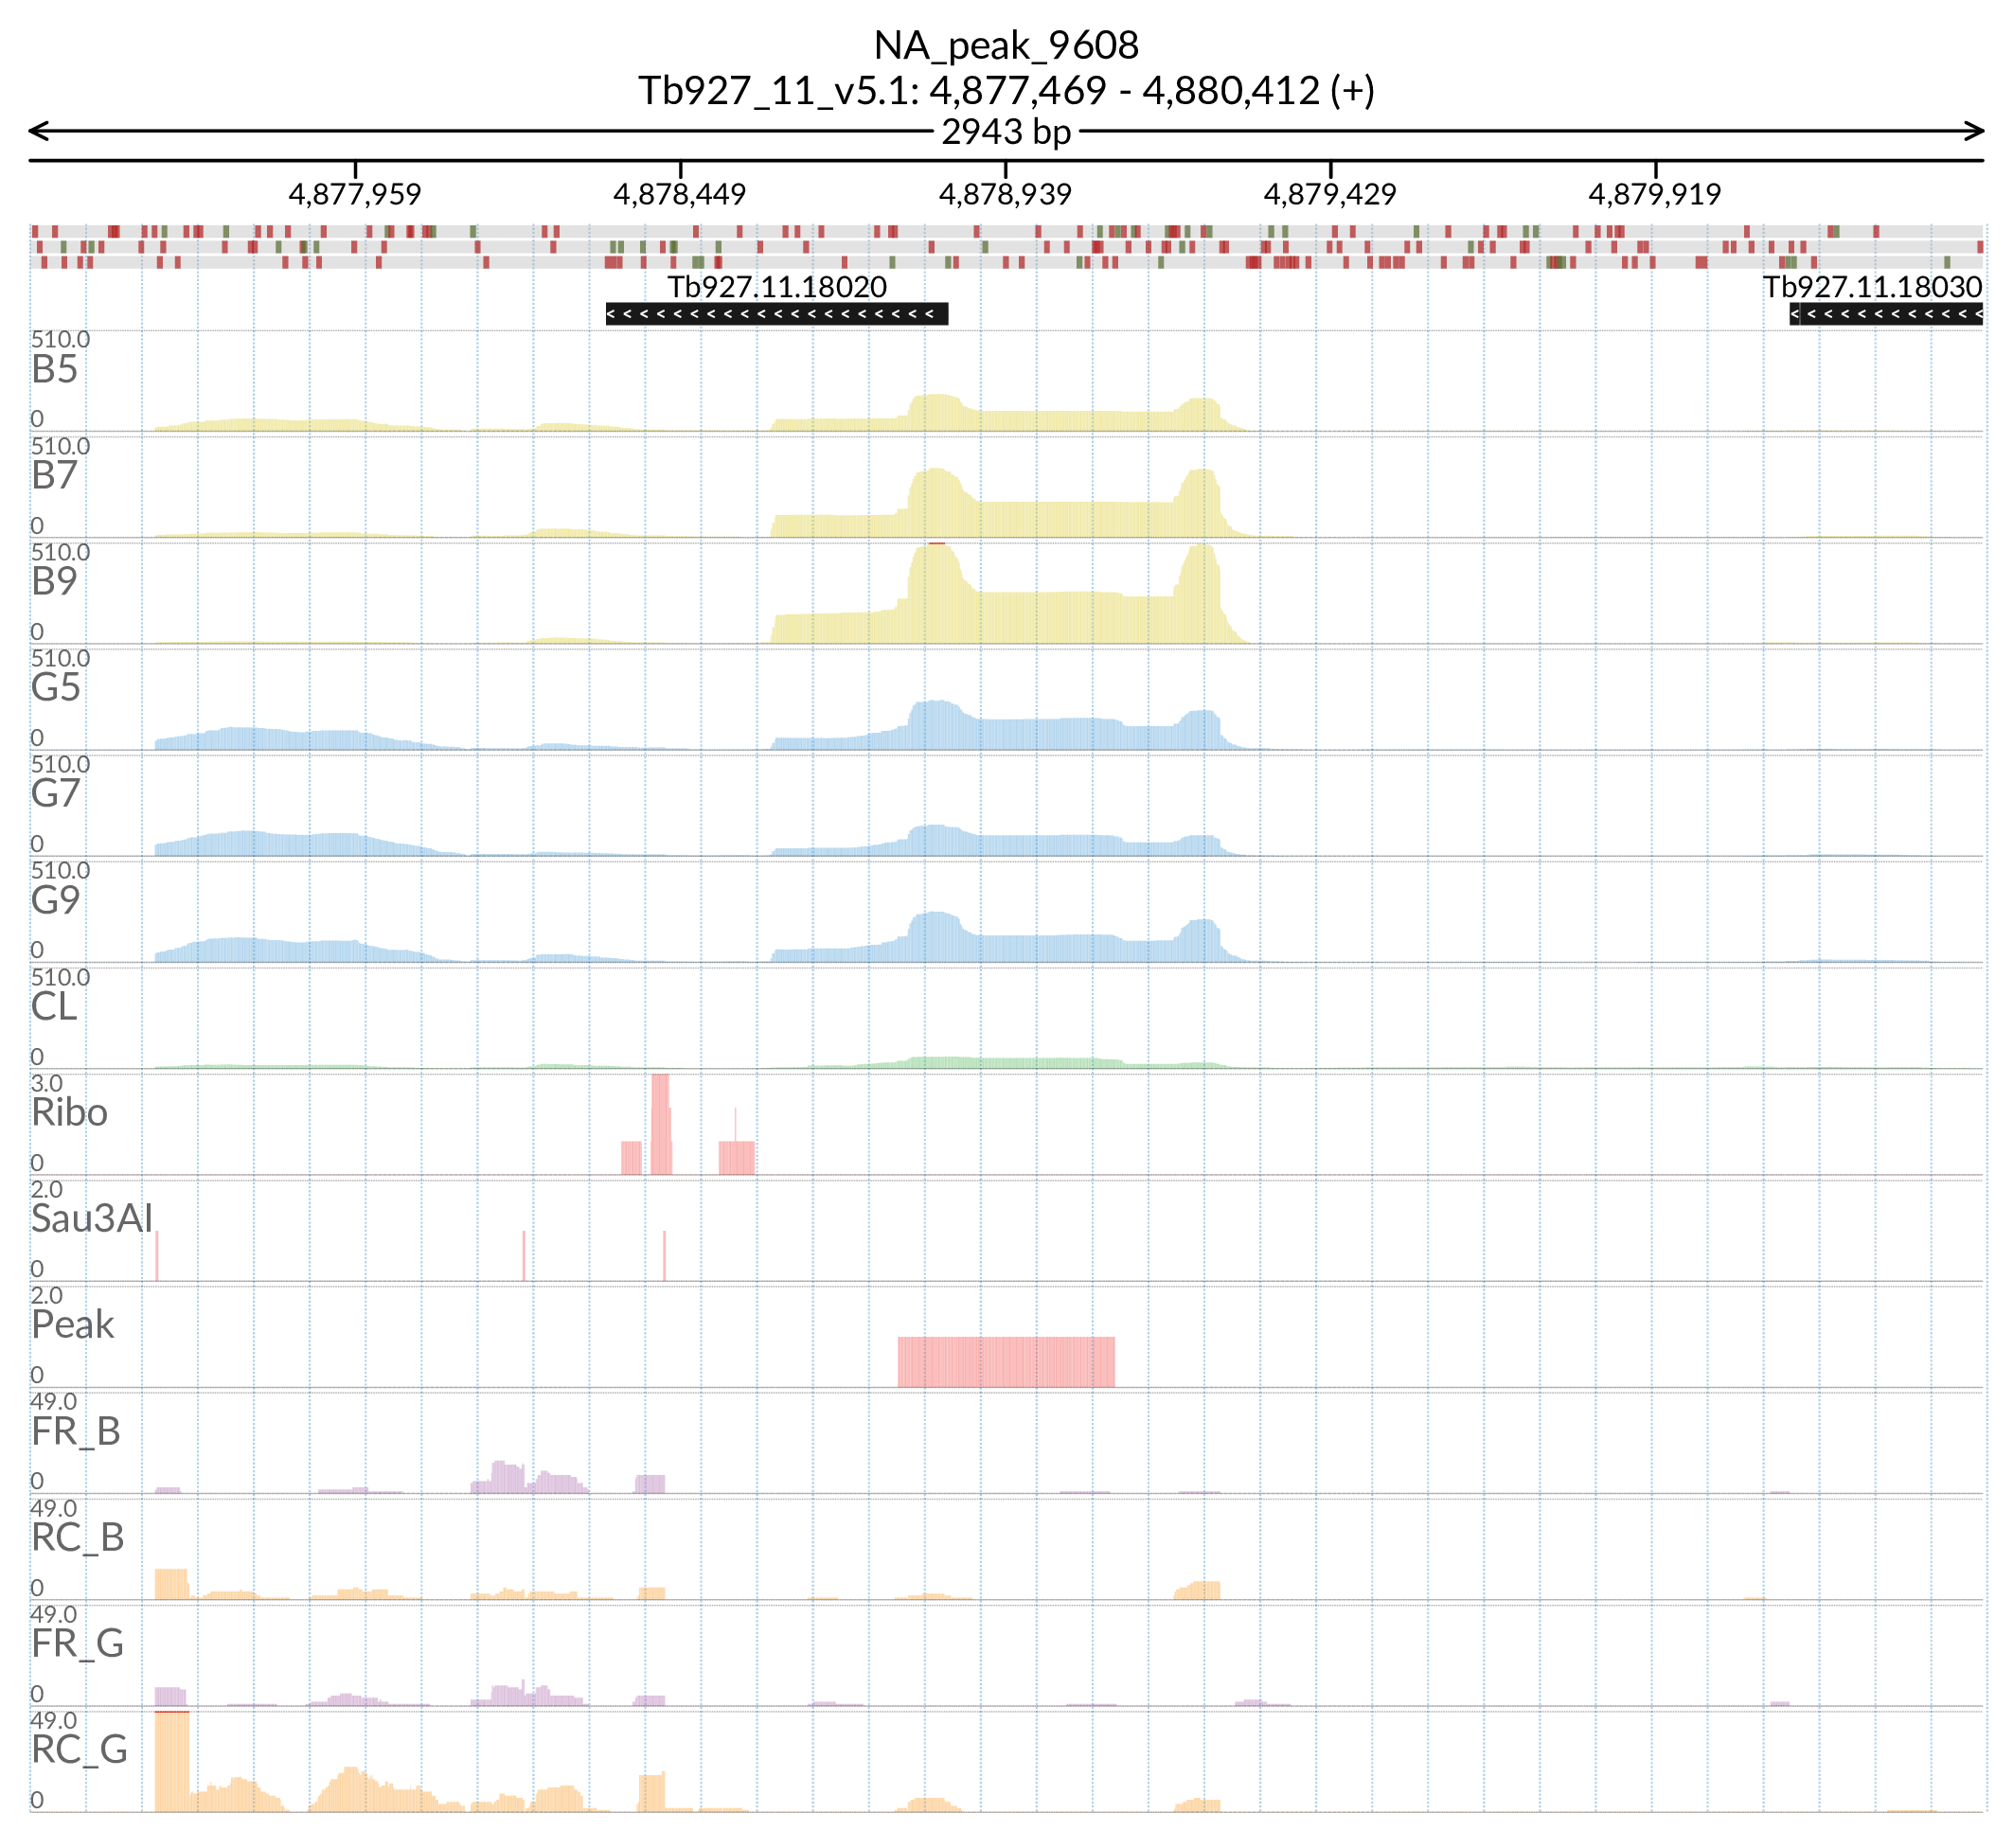 NA_peak_9608
Tb927_11_v5.1: 4,877,469 - 4,880,412 (+)
2943 bp
4,877,959 4,878,449 4,878,939 4,879,429 4,879,919
Tb927.11.18020 Tb927.11.18030
510.0
B5
0
510.0
B7
0
510.0
B9
0
510.0
G5
0
510.0
G7
0
510.0
G9
0
510.0
CL
0
3.0
Ribo
0
2.0
Sau3AI
0
2.0
Peak
0
49.0
FR_B
0
49.0
RC_B
0
49.0
FR_G
0
49.0
RC_G
0